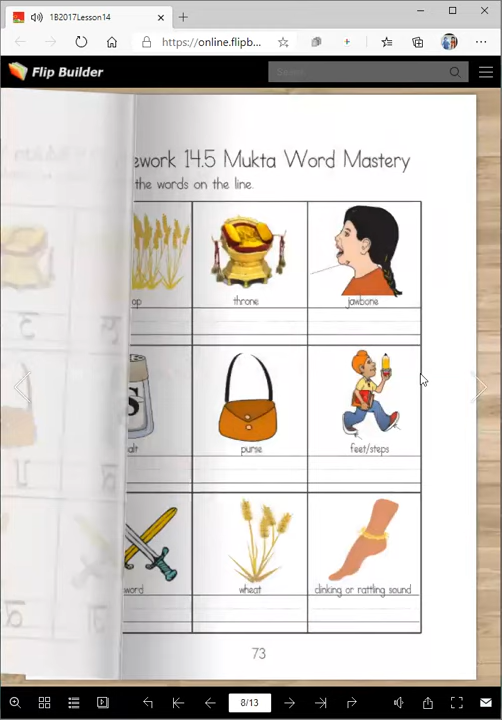 1B2017Lesson14
https://online.flipb...
Flip Builder
ework 14.5 Mukta Word Mastery
the words on the line.
op throne jawbone
S
alt purse feet/steps
word wheat clinking or rattling sound
73
8/13